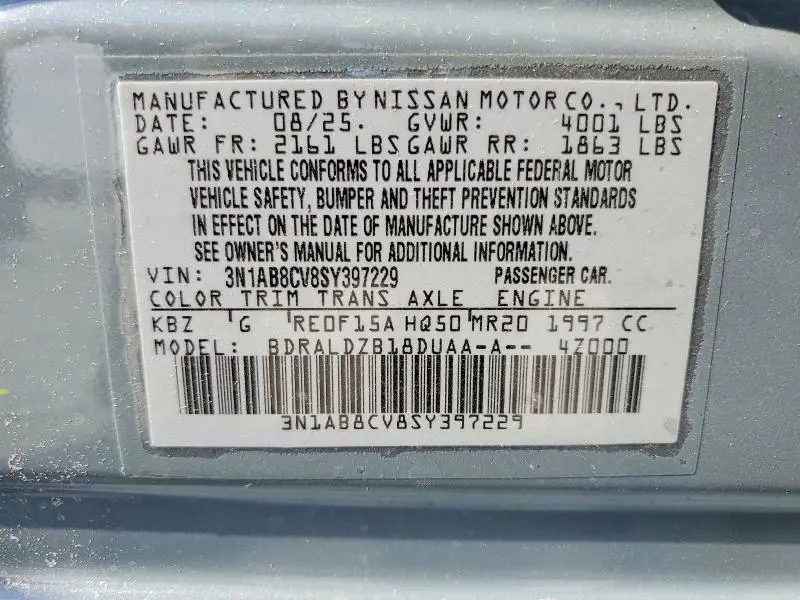 MANUFACTURED BY NISSAN MOTOR CO., LTD.
DATE: 08/25. GVWR: 4001 LBS
GAWR FR: 2161 LBS GAWR RR: 1863 LBS
THIS VEHICLE CONFORMS TO ALL APPLICABLE FEDERAL MOTOR
VEHICLE SAFETY, BUMPER AND THEFT PREVENTION STANDARDS
IN EFFECT ON THE DATE OF MANUFACTURE SHOWN ABOVE.
SEE OWNER'S MANUAL FOR ADDITIONAL INFORMATION.
VIN: 3N1AB8CV8SY397229 PASSENGER CAR.
COLOR TRIM TRANS AXLE ENGINE
KBZ G RE0F15A HQ50 MR20 1997 CC
MODEL: BDRALDZB18DUAA-A-- 4Z000
3N1AB8CV8SY397229